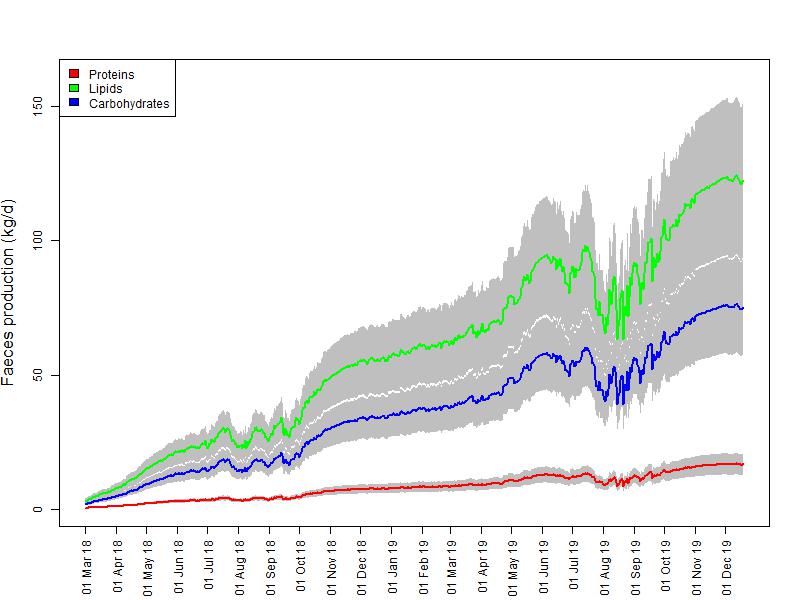 Proteins
Lipids
Carbohydrates
Faeces production (kg/d)
150
100
50
0
01 Mar 18
01 Apr 18
01 May 18
01 Jun 18
01 Jul 18
01 Aug 18
01 Sep 18
01 Oct 18
01 Nov 18
01 Dec 18
01 Jan 19
01 Feb 19
01 Mar 19
01 Apr 19
01 May 19
01 Jun 19
01 Jul 19
01 Aug 19
01 Sep 19
01 Oct 19
01 Nov 19
01 Dec 19